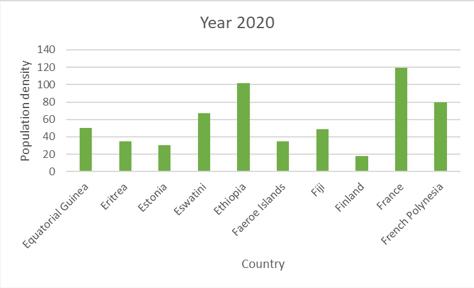 Year 2020
Population density
140
120
100
80
60
40
20
0
Equatorial Guinea
Eritrea
Estonia
Eswatini
Ethiopia
Faeroe Islands
Fiji
Finland
France
French Polynesia
Country